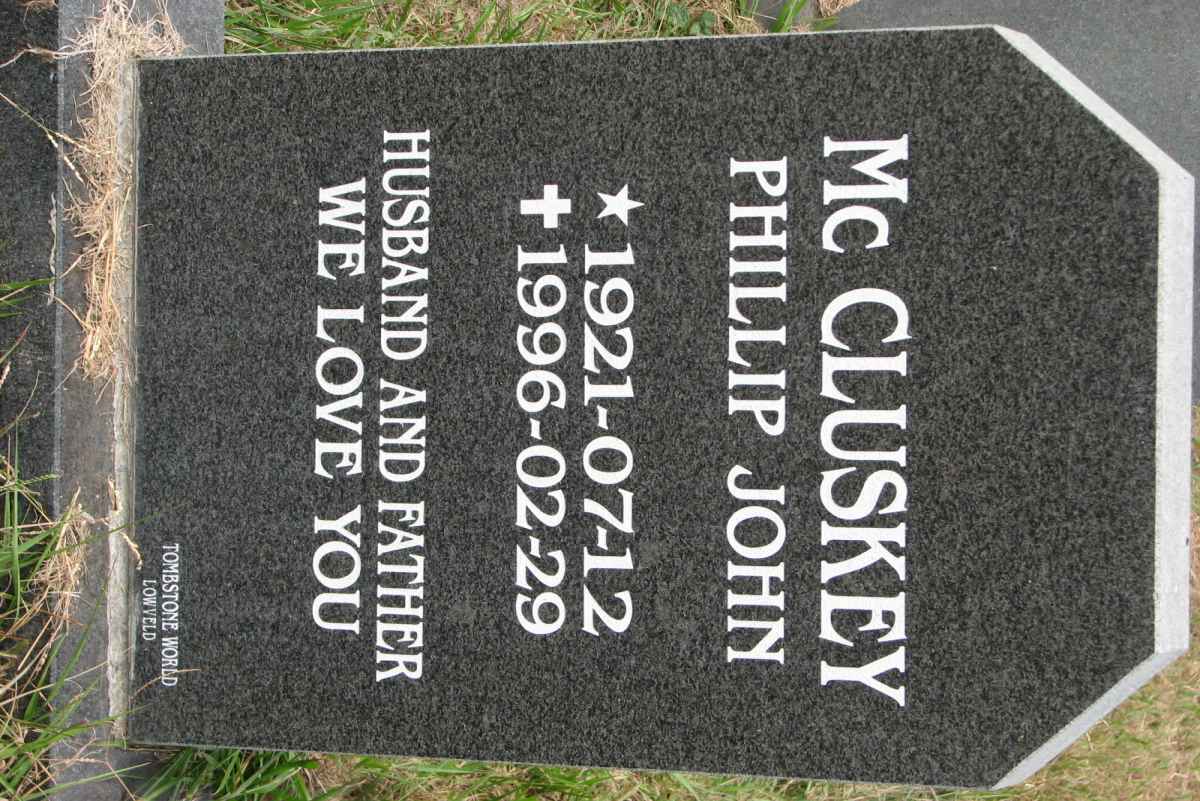 Mc CLUSKEY
PHILLIP JOHN
★ 1921-07-12
✝ 1996-02-29
HUSBAND AND FATHER
WE LOVE YOU
TOMBSTONE WORLD
LOWVELD